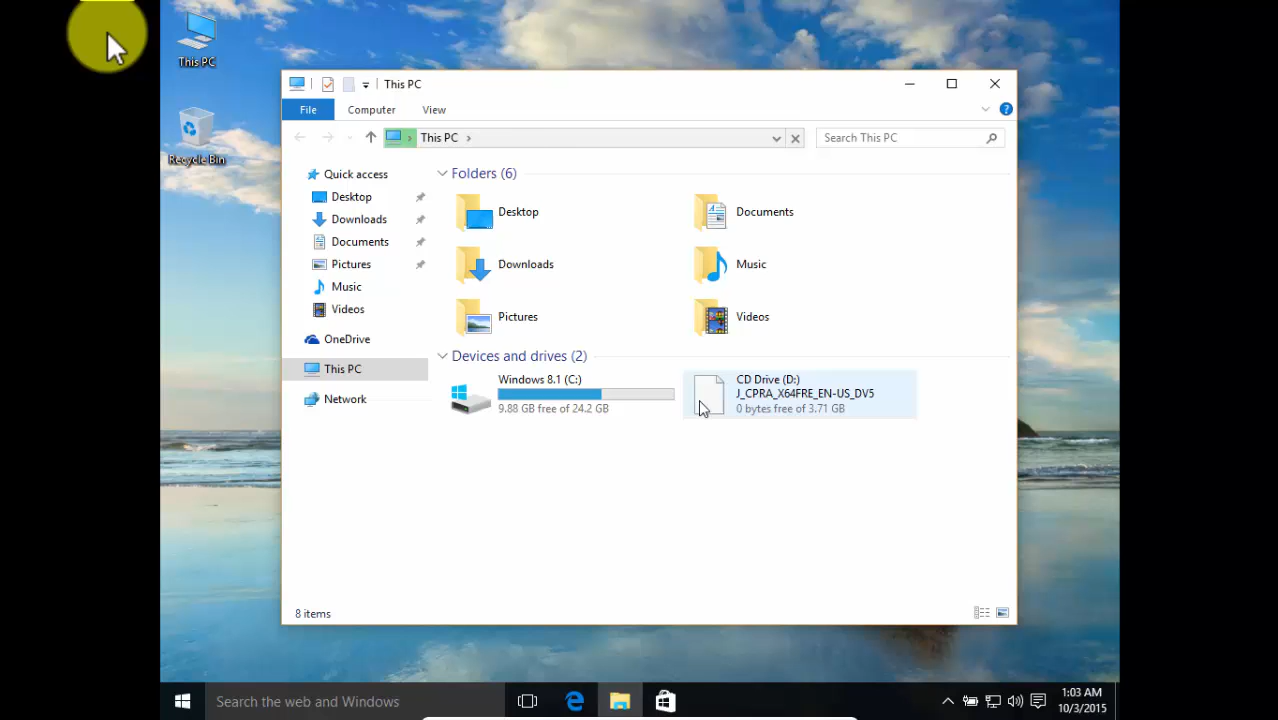 This PC
Recycle Bin
This PC
File
Computer
View
This PC
Search This PC
Quick access
Desktop
Downloads
Documents
Pictures
Music
Videos
OneDrive
This PC
Network
Folders (6)
Desktop
Documents
Downloads
Music
Pictures
Videos
Devices and drives (2)
Windows 8.1 (C:)
9.88 GB free of 24.2 GB
CD Drive (D:)
J_CPRA_X64FRE_EN-US_DV5
0 bytes free of 3.71 GB
8 items
Search the web and Windows
1:03 AM
10/3/2015